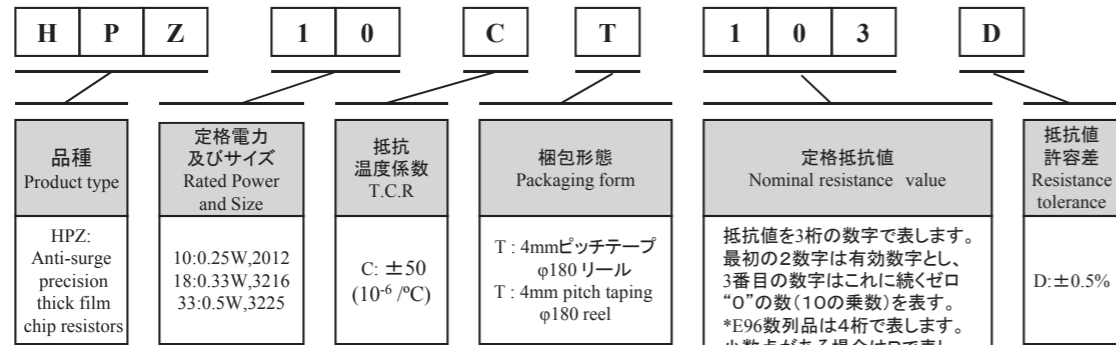 H P Z 1 0 C T 1 0 3 D
品種
Product type
定格電力
及びサイズ
Rated Power
and Size
抵抗
温度係数
T.C.R
梱包形態
Packaging form
定格抵抗値
Nominal resistance value
抵抗値
許容差
Resistance
tolerance
HPZ:
Anti-surge
precision
thick film
chip resistors
10:0.25W,2012
18:0.33W,3216
33:0.5W,3225
C: ±50
(10⁻⁶ /ºC)
T : 4mmピッチテープ
φ180 リール
T : 4mm pitch taping
φ180 reel
抵抗値を3桁の数字で表します。
最初の2数字は有効数字とし、
3番目の数字はこれに続くゼロ
“0”の数(10の乗数)を表す。
*E96数列品は4桁で表します。
D:±0.5%